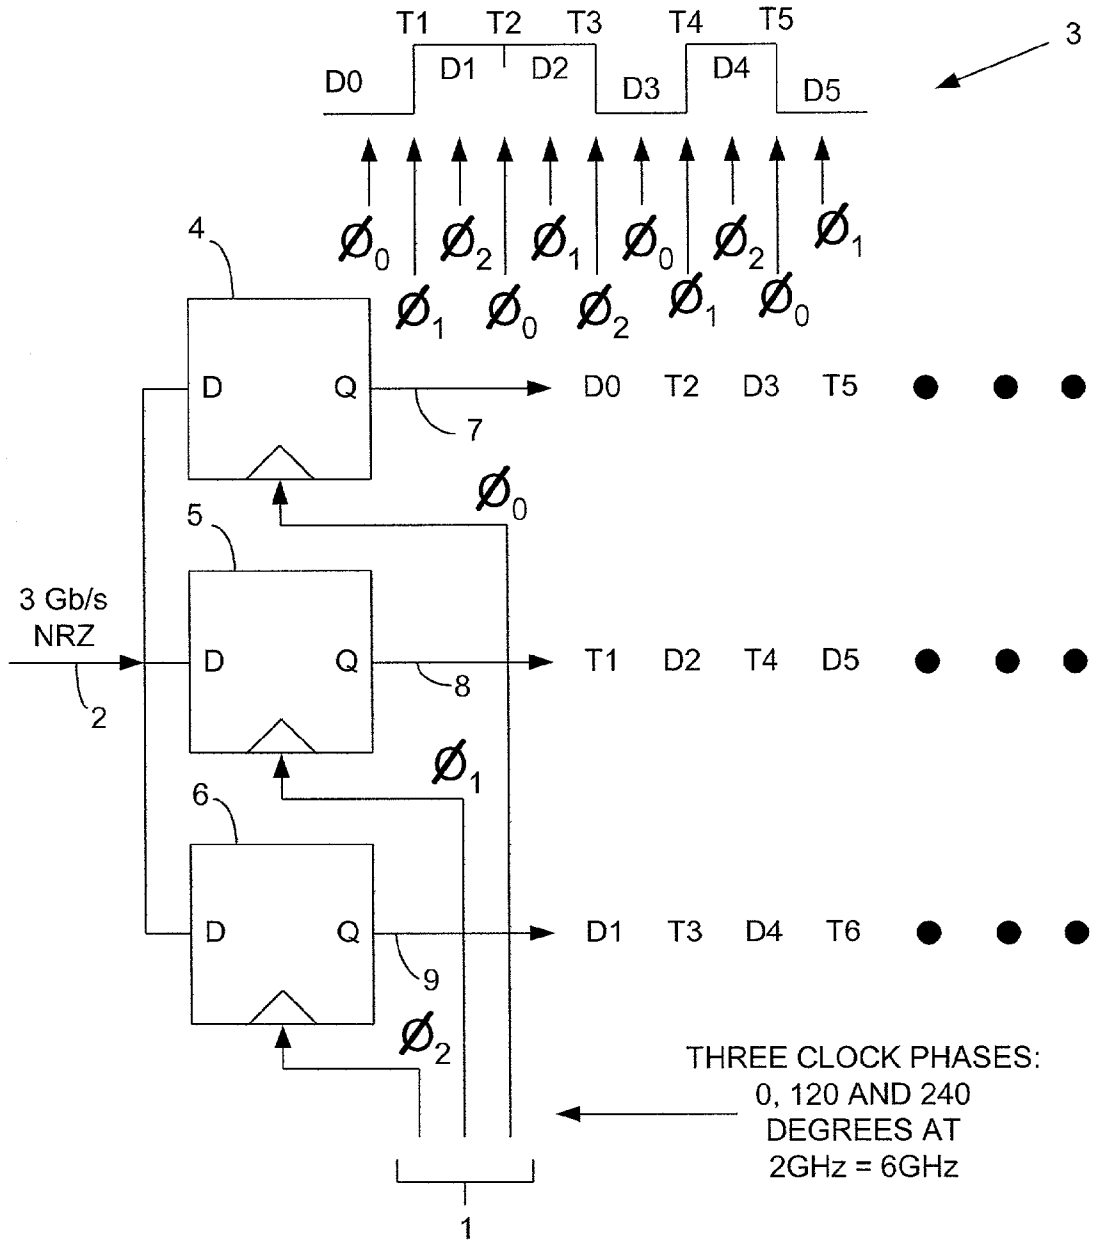 T1 T2 T3 T4 T5
3
D0 D1 D2 D3 D4 D5
Ø0 Ø2 Ø1 Ø0 Ø2 Ø1
Ø1 Ø0 Ø2 Ø1 Ø0
4
D Q
7
D0 T2 D3 T5
Ø0
5
3 Gb/s
NRZ
2
D Q
8
T1 D2 T4 D5
Ø1
6
D Q
9
D1 T3 D4 T6
Ø2
THREE CLOCK PHASES:
0, 120 AND 240
DEGREES AT
2GHz = 6GHz
1